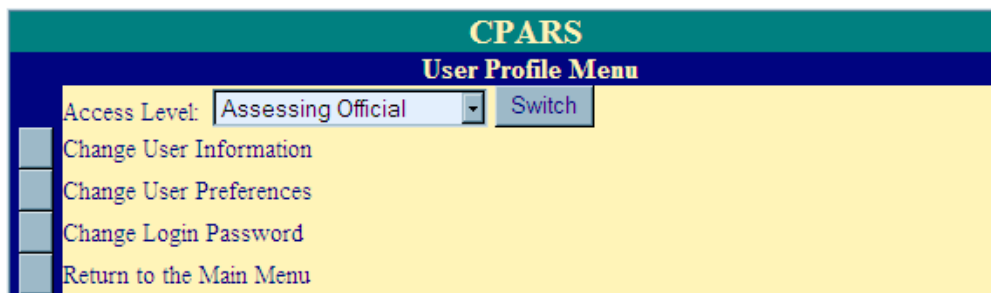 CPARS
User Profile Menu
Access Level: Assessing Official Switch
Change User Information
Change User Preferences
Change Login Password
Return to the Main Menu